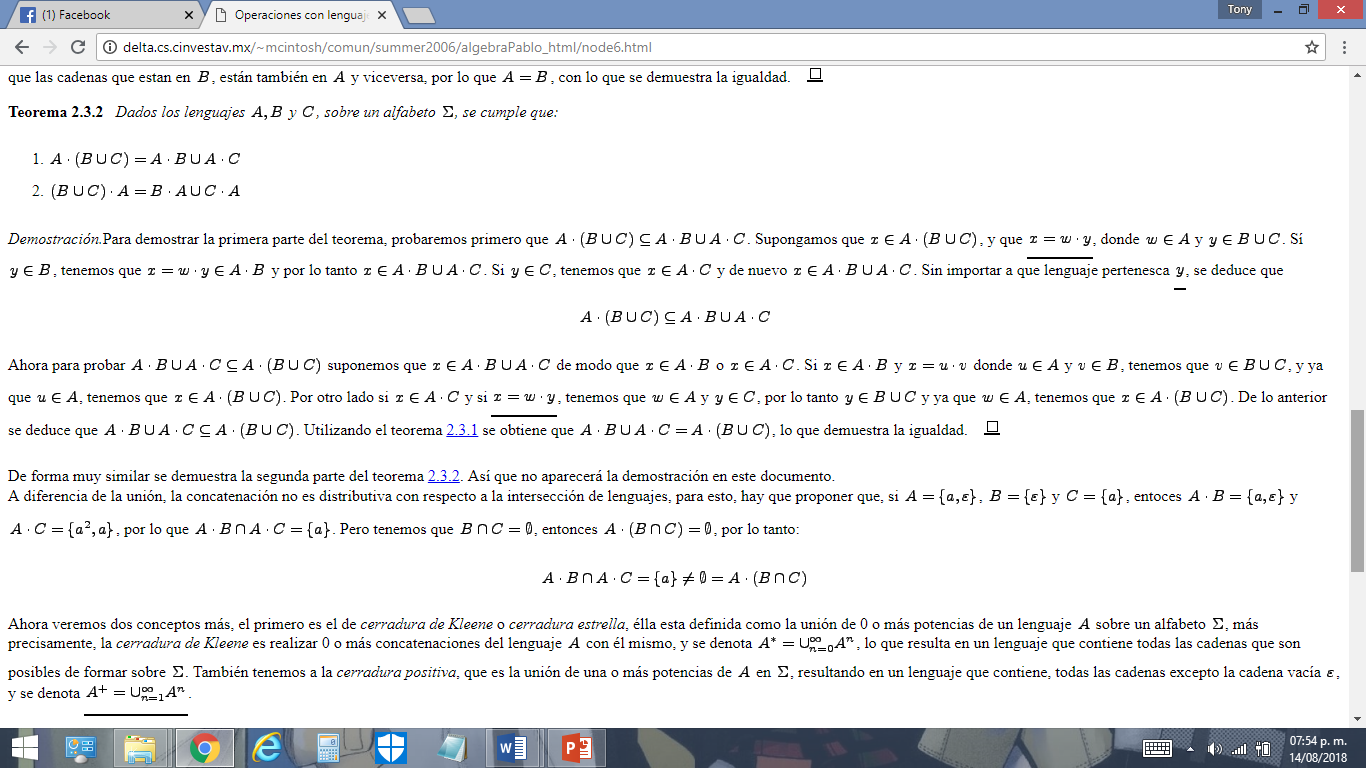 (1) Facebook
Operaciones con lenguaj
Tony
delta.cs.cinvestav.mx/~mcintosh/comun/summer2006/algebraPablo_html/node6.html
que las cadenas que estan en B, están también en A y viceversa, por lo que A = B, con lo que se demuestra la igualdad. □
Teorema 2.3.2 Dados los lenguajes A, B y C, sobre un alfabeto Σ, se cumple que:
1. A · (B ∪ C) = A · B ∪ A · C
2. (B ∪ C) · A = B · A ∪ C · A
Demostración.Para demostrar la primera parte del teorema, probaremos primero que A · (B ∪ C) ⊆ A · B ∪ A · C. Supongamos que x ∈ A · (B ∪ C), y que x = w · y, donde w ∈ A y y ∈ B ∪ C. Sí
y ∈ B, tenemos que x = w · y ∈ A · B y por lo tanto x ∈ A · B ∪ A · C. Si y ∈ C, tenemos que x ∈ A · C y de nuevo x ∈ A · B ∪ A · C. Sin importar a que lenguaje pertenesca y, se deduce que
A · (B ∪ C) ⊆ A · B ∪ A · C
Ahora para probar A · B ∪ A · C ⊆ A · (B ∪ C) suponemos que x ∈ A · B ∪ A · C de modo que x ∈ A · B o x ∈ A · C. Si x ∈ A · B y x = u · v donde u ∈ A y v ∈ B, tenemos que v ∈ B ∪ C, y ya
que u ∈ A, tenemos que x ∈ A · (B ∪ C). Por otro lado si x ∈ A · C y si x = w · y, tenemos que w ∈ A y y ∈ C, por lo tanto y ∈ B ∪ C y ya que w ∈ A, tenemos que x ∈ A · (B ∪ C). De lo anterior
se deduce que A · B ∪ A · C ⊆ A · (B ∪ C). Utilizando el teorema 2.3.1 se obtiene que A · B ∪ A · C = A · (B ∪ C), lo que demuestra la igualdad. □
De forma muy similar se demuestra la segunda parte del teorema 2.3.2. Así que no aparecerá la demostración en este documento.
A diferencia de la unión, la concatenación no es distributiva con respecto a la intersección de lenguajes, para esto, hay que proponer que, si A = {a, ε}, B = {ε} y C = {a}, entoces A · B = {a, ε} y
A · C = {a², a}, por lo que A · B ∩ A · C = {a}. Pero tenemos que B ∩ C = ∅, entonces A · (B ∩ C) = ∅, por lo tanto:
A · B ∩ A · C = {a} ≠ ∅ = A · (B ∩ C)
Ahora veremos dos conceptos más, el primero es el de cerradura de Kleene o cerradura estrella, élla esta definida como la unión de 0 o más potencias de un lenguaje A sobre un alfabeto Σ, más
precisamente, la cerradura de Kleene es realizar 0 o más concatenaciones del lenguaje A con él mismo, y se denota A* = ∪_{n=0}^{∞} Aⁿ, lo que resulta en un lenguaje que contiene todas las cadenas que son
posibles de formar sobre Σ. También tenemos a la cerradura positiva, que es la unión de una o más potencias de A en Σ, resultando en un lenguaje que contiene, todas las cadenas excepto la cadena vacía ε,
y se denota A⁺ = ∪_{n=1}^{∞} Aⁿ.
07:54 p. m.
14/08/2018